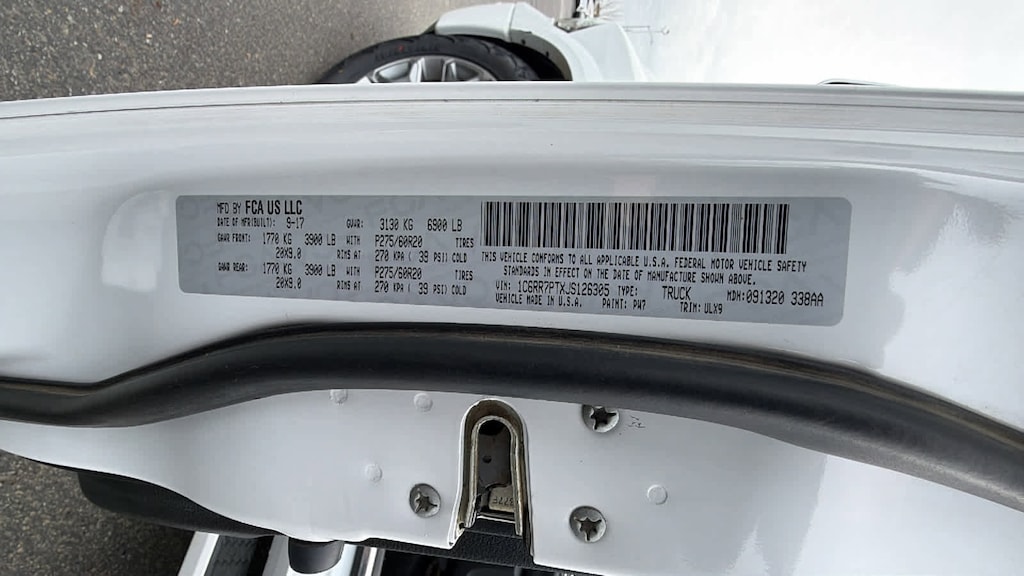 MFD BY FCA US LLC
DATE OF MFR(BUILT): 9-17 GVWR: 3130 KG 6900 LB
GAWR FRONT: 1770 KG 3900 LB WITH P275/60R20 TIRES
20X9.0 RIMS AT 270 KPA ( 39 PSI) COLD
GAWR REAR: 1770 KG 3900 LB WITH P275/60R20 TIRES
20X9.0 RIMS AT 270 KPA ( 39 PSI) COLD
THIS VEHICLE CONFORMS TO ALL APPLICABLE U.S.A. FEDERAL MOTOR VEHICLE SAFETY
STANDARDS IN EFFECT ON THE DATE OF MANUFACTURE SHOWN ABOVE.
VIN: 1C6RR7PTXJS126305 TYPE: TRUCK MDH:091320 338AA
VEHICLE MADE IN U.S.A. PAINT: PW7 TRIM: ULX9